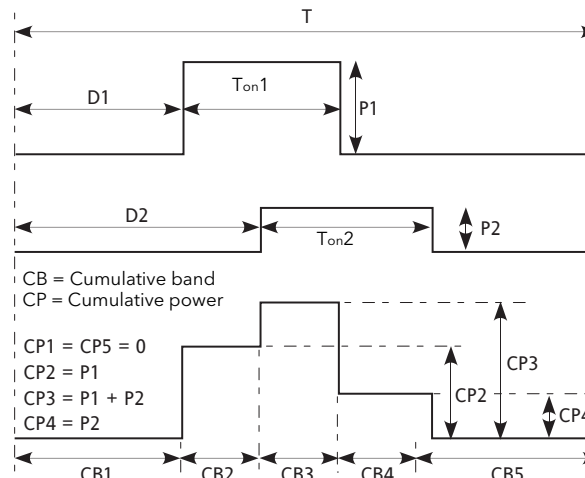 T
D1
Ton1
P1
D2
Ton2
P2
CB = Cumulative band
CP = Cumulative power
CP1 = CP5 = 0
CP2 = P1
CP3 = P1 + P2
CP4 = P2
CP3
CP2
CP4
CB1 CB2 CB3 CB4 CB5